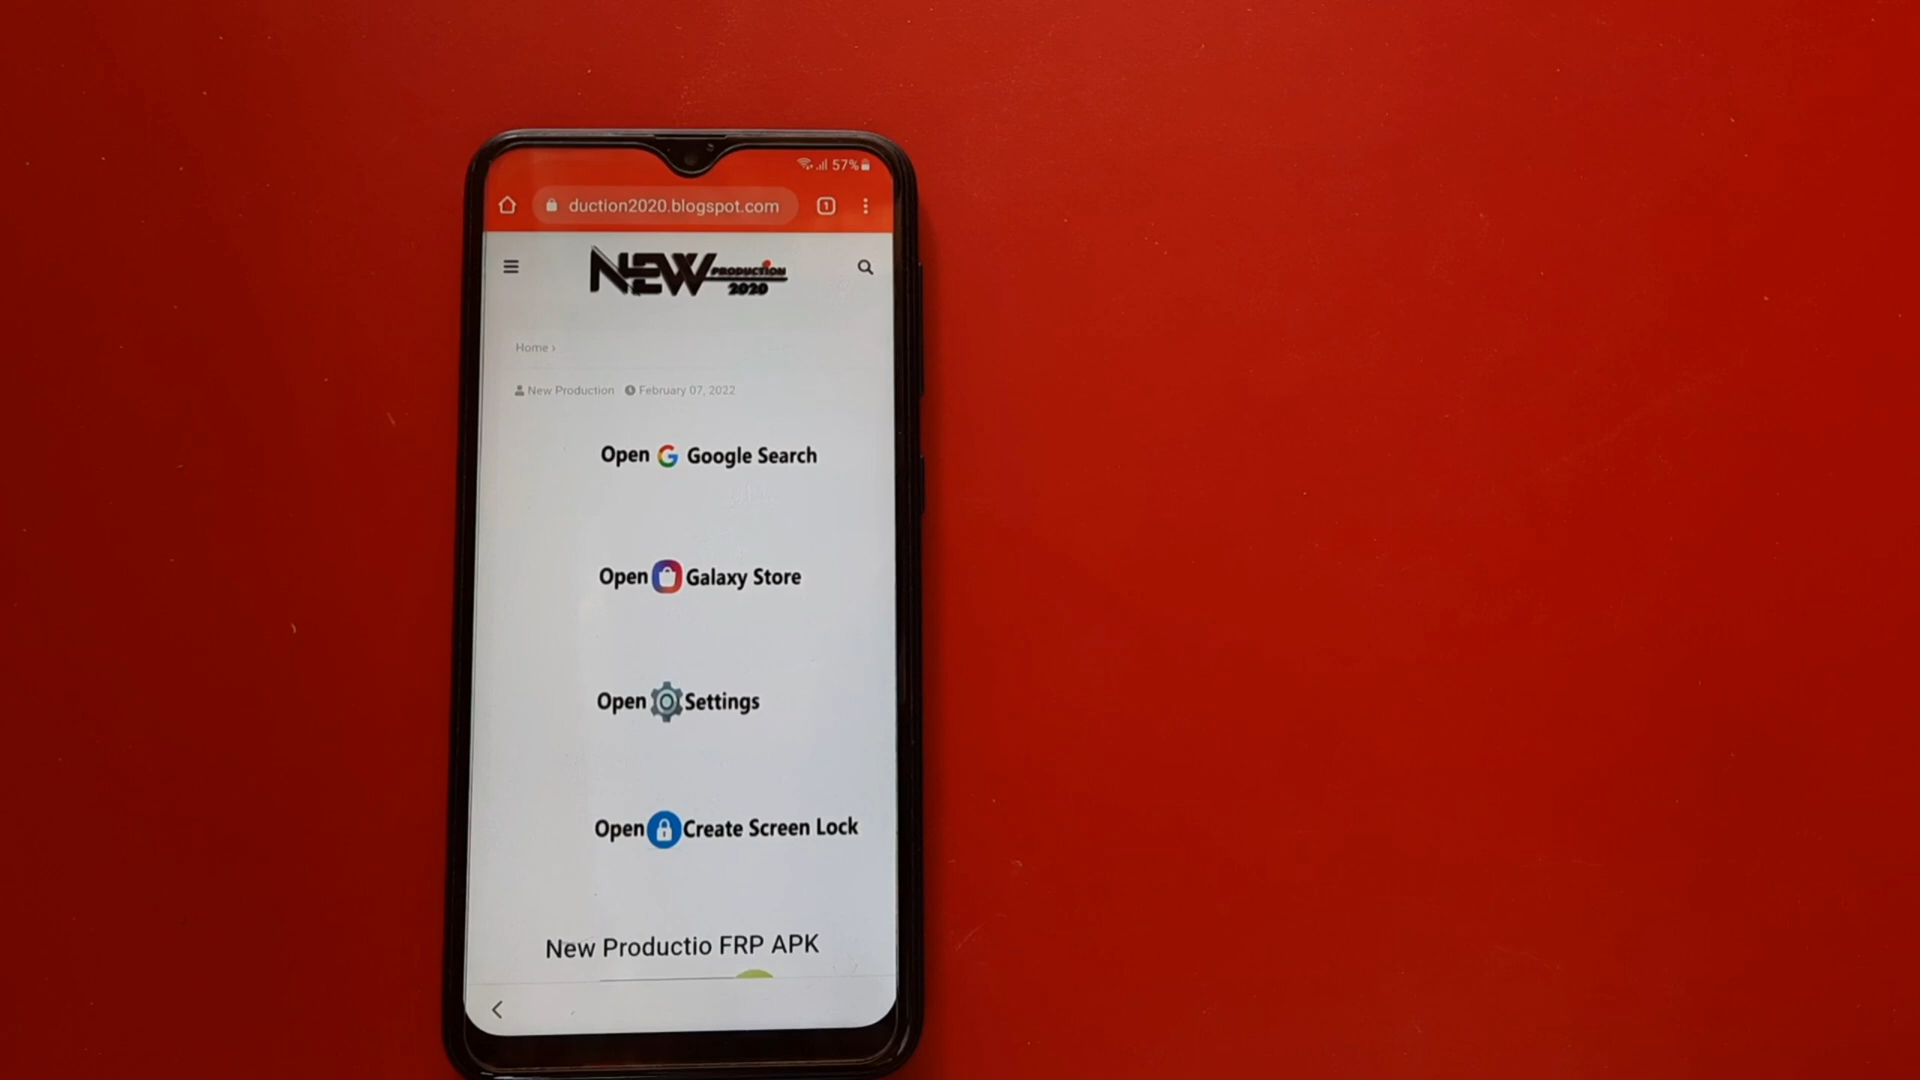 57%
duction2020.blogspot.com
1
NEW PRODUCTION
2020
Home ›
New Production February 07, 2022
Open G Google Search
Open Galaxy Store
Open Settings
Open Create Screen Lock
New Productio FRP APK